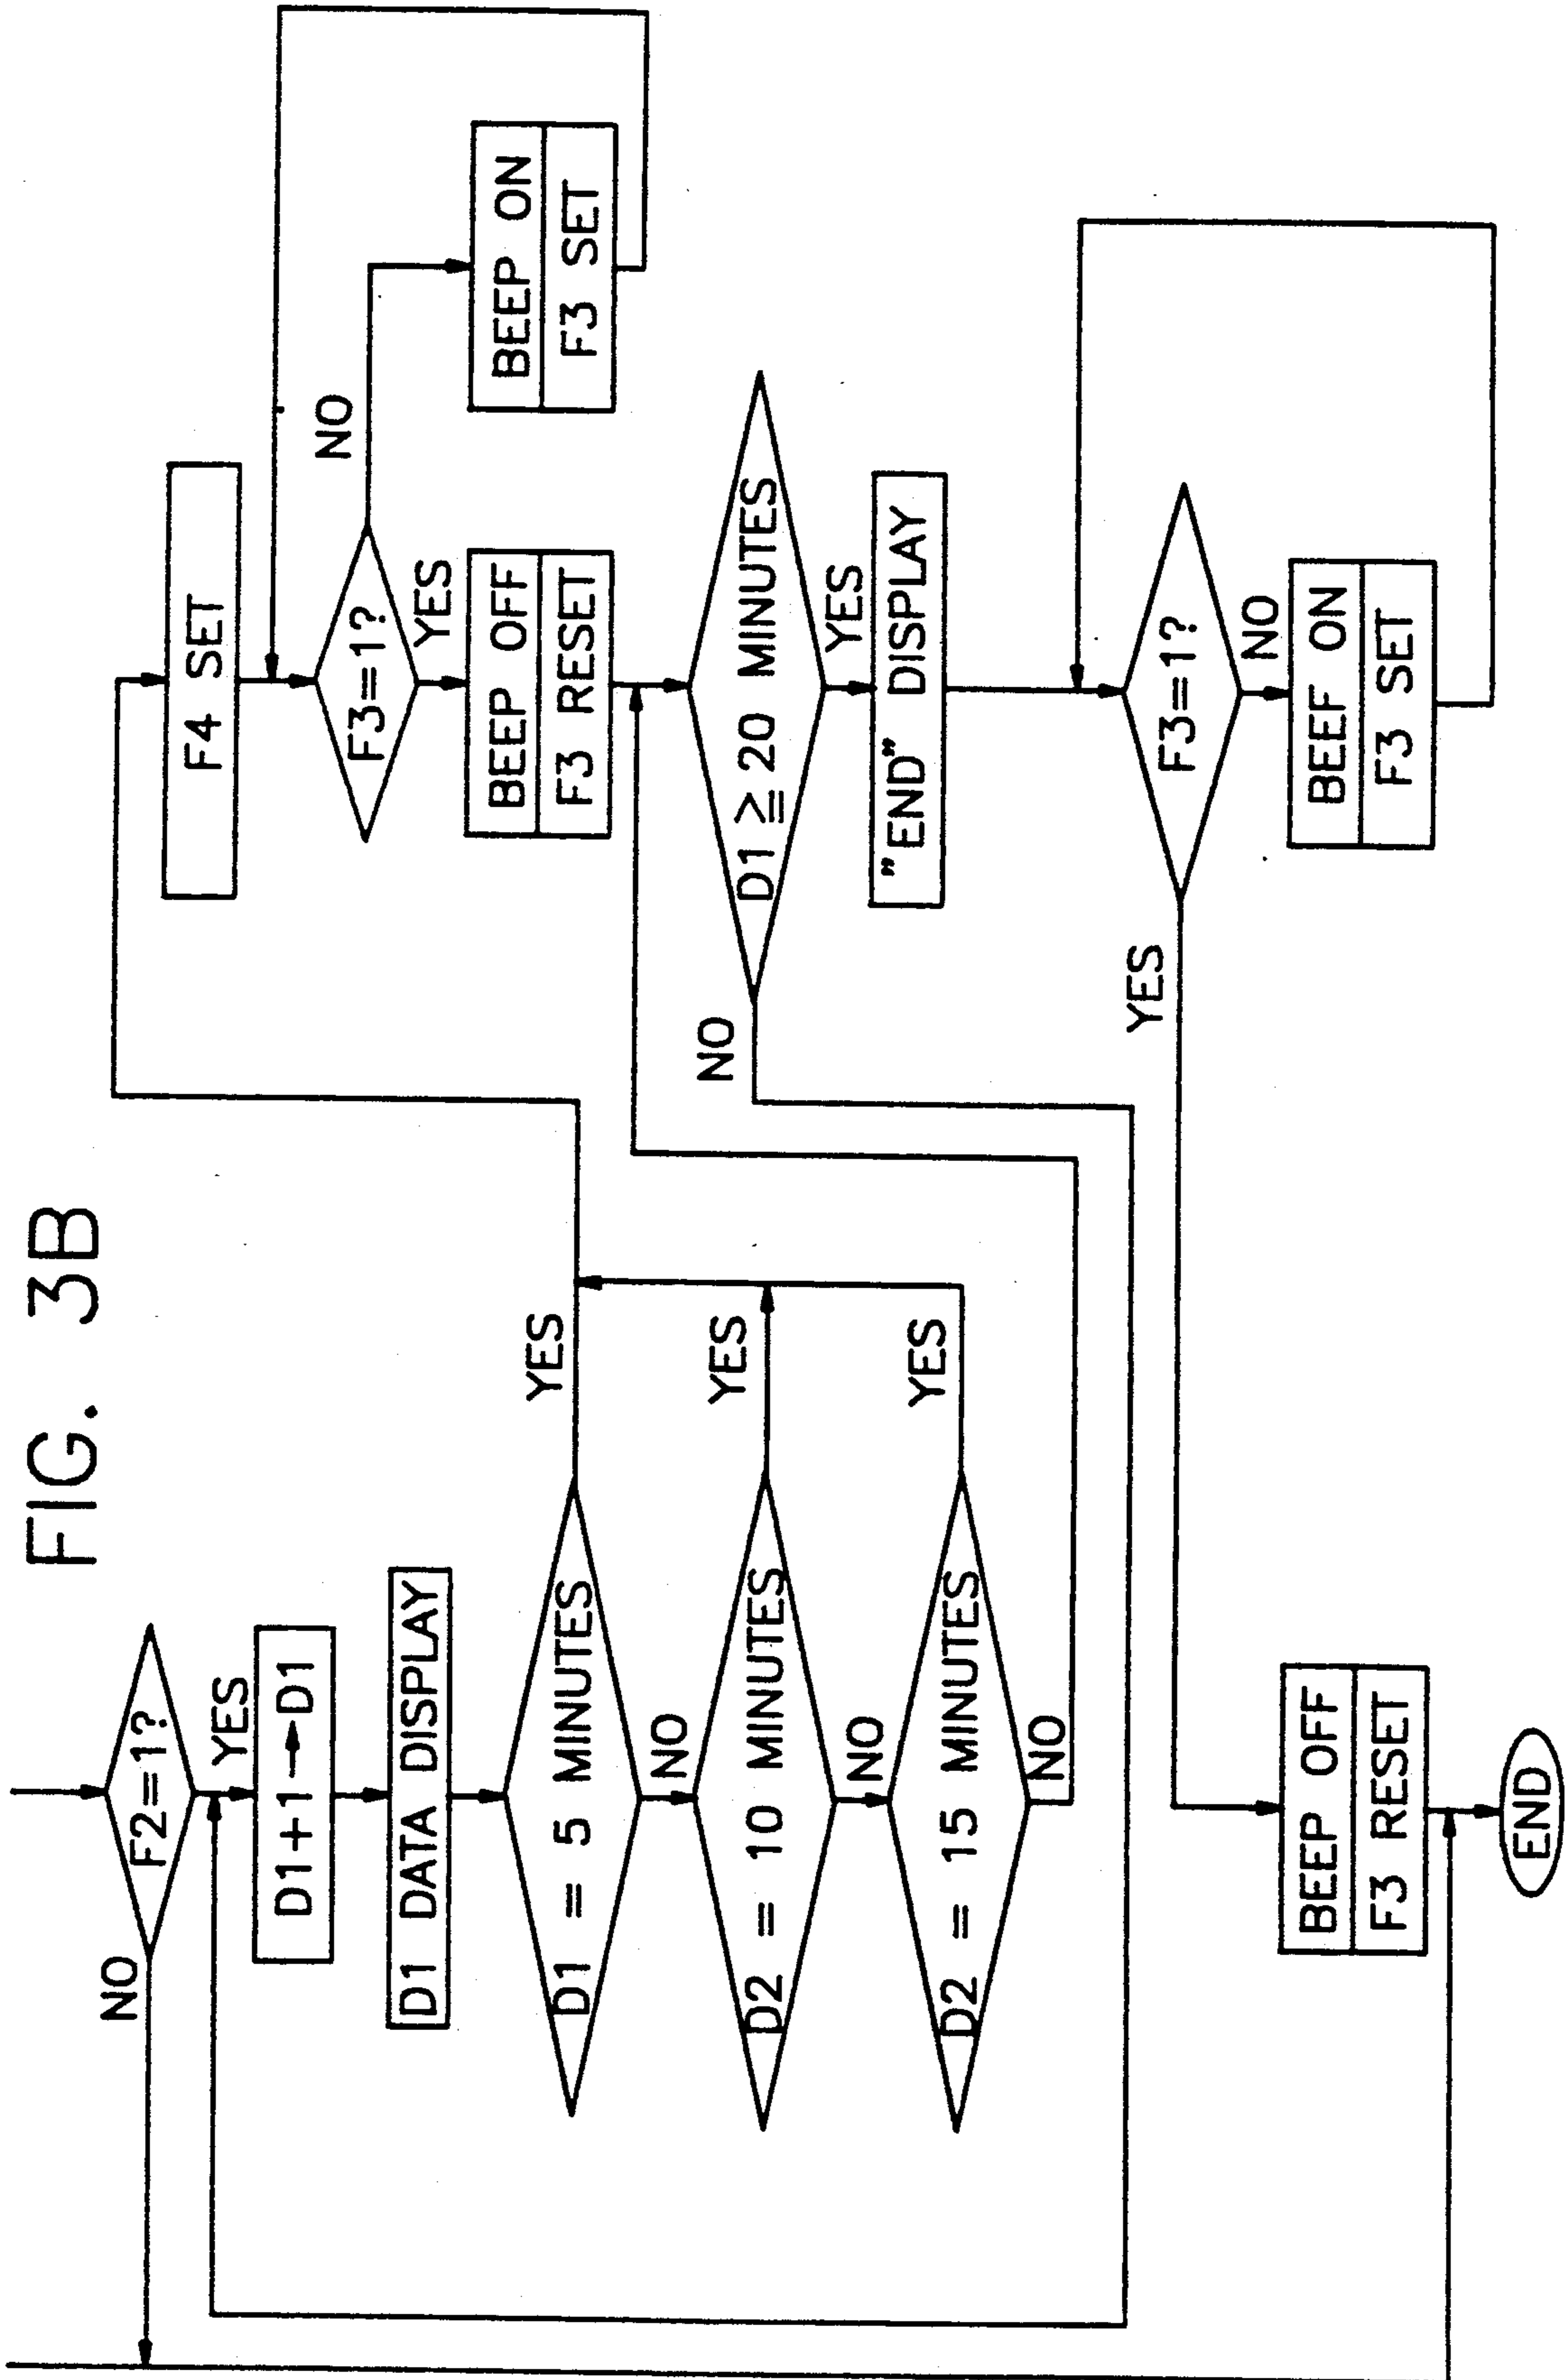 FIG. 3B
F2=1?
NO
YES
D1+1→D1
D1 DATA DISPLAY
D1 = 5 MINUTES
YES
NO
D2 = 10 MINUTES
YES
NO
D2 = 15 MINUTES
YES
NO
F4 SET
F3=1?
NO
YES
BEEP ON
F3 SET
BEEP OFF
F3 RESET
D1 ≧ 20 MINUTES
NO
YES
"END" DISPLAY
F3=1?
YES
NO
BEEF ON
F3 SET
BEEP OFF
F3 RESET
END